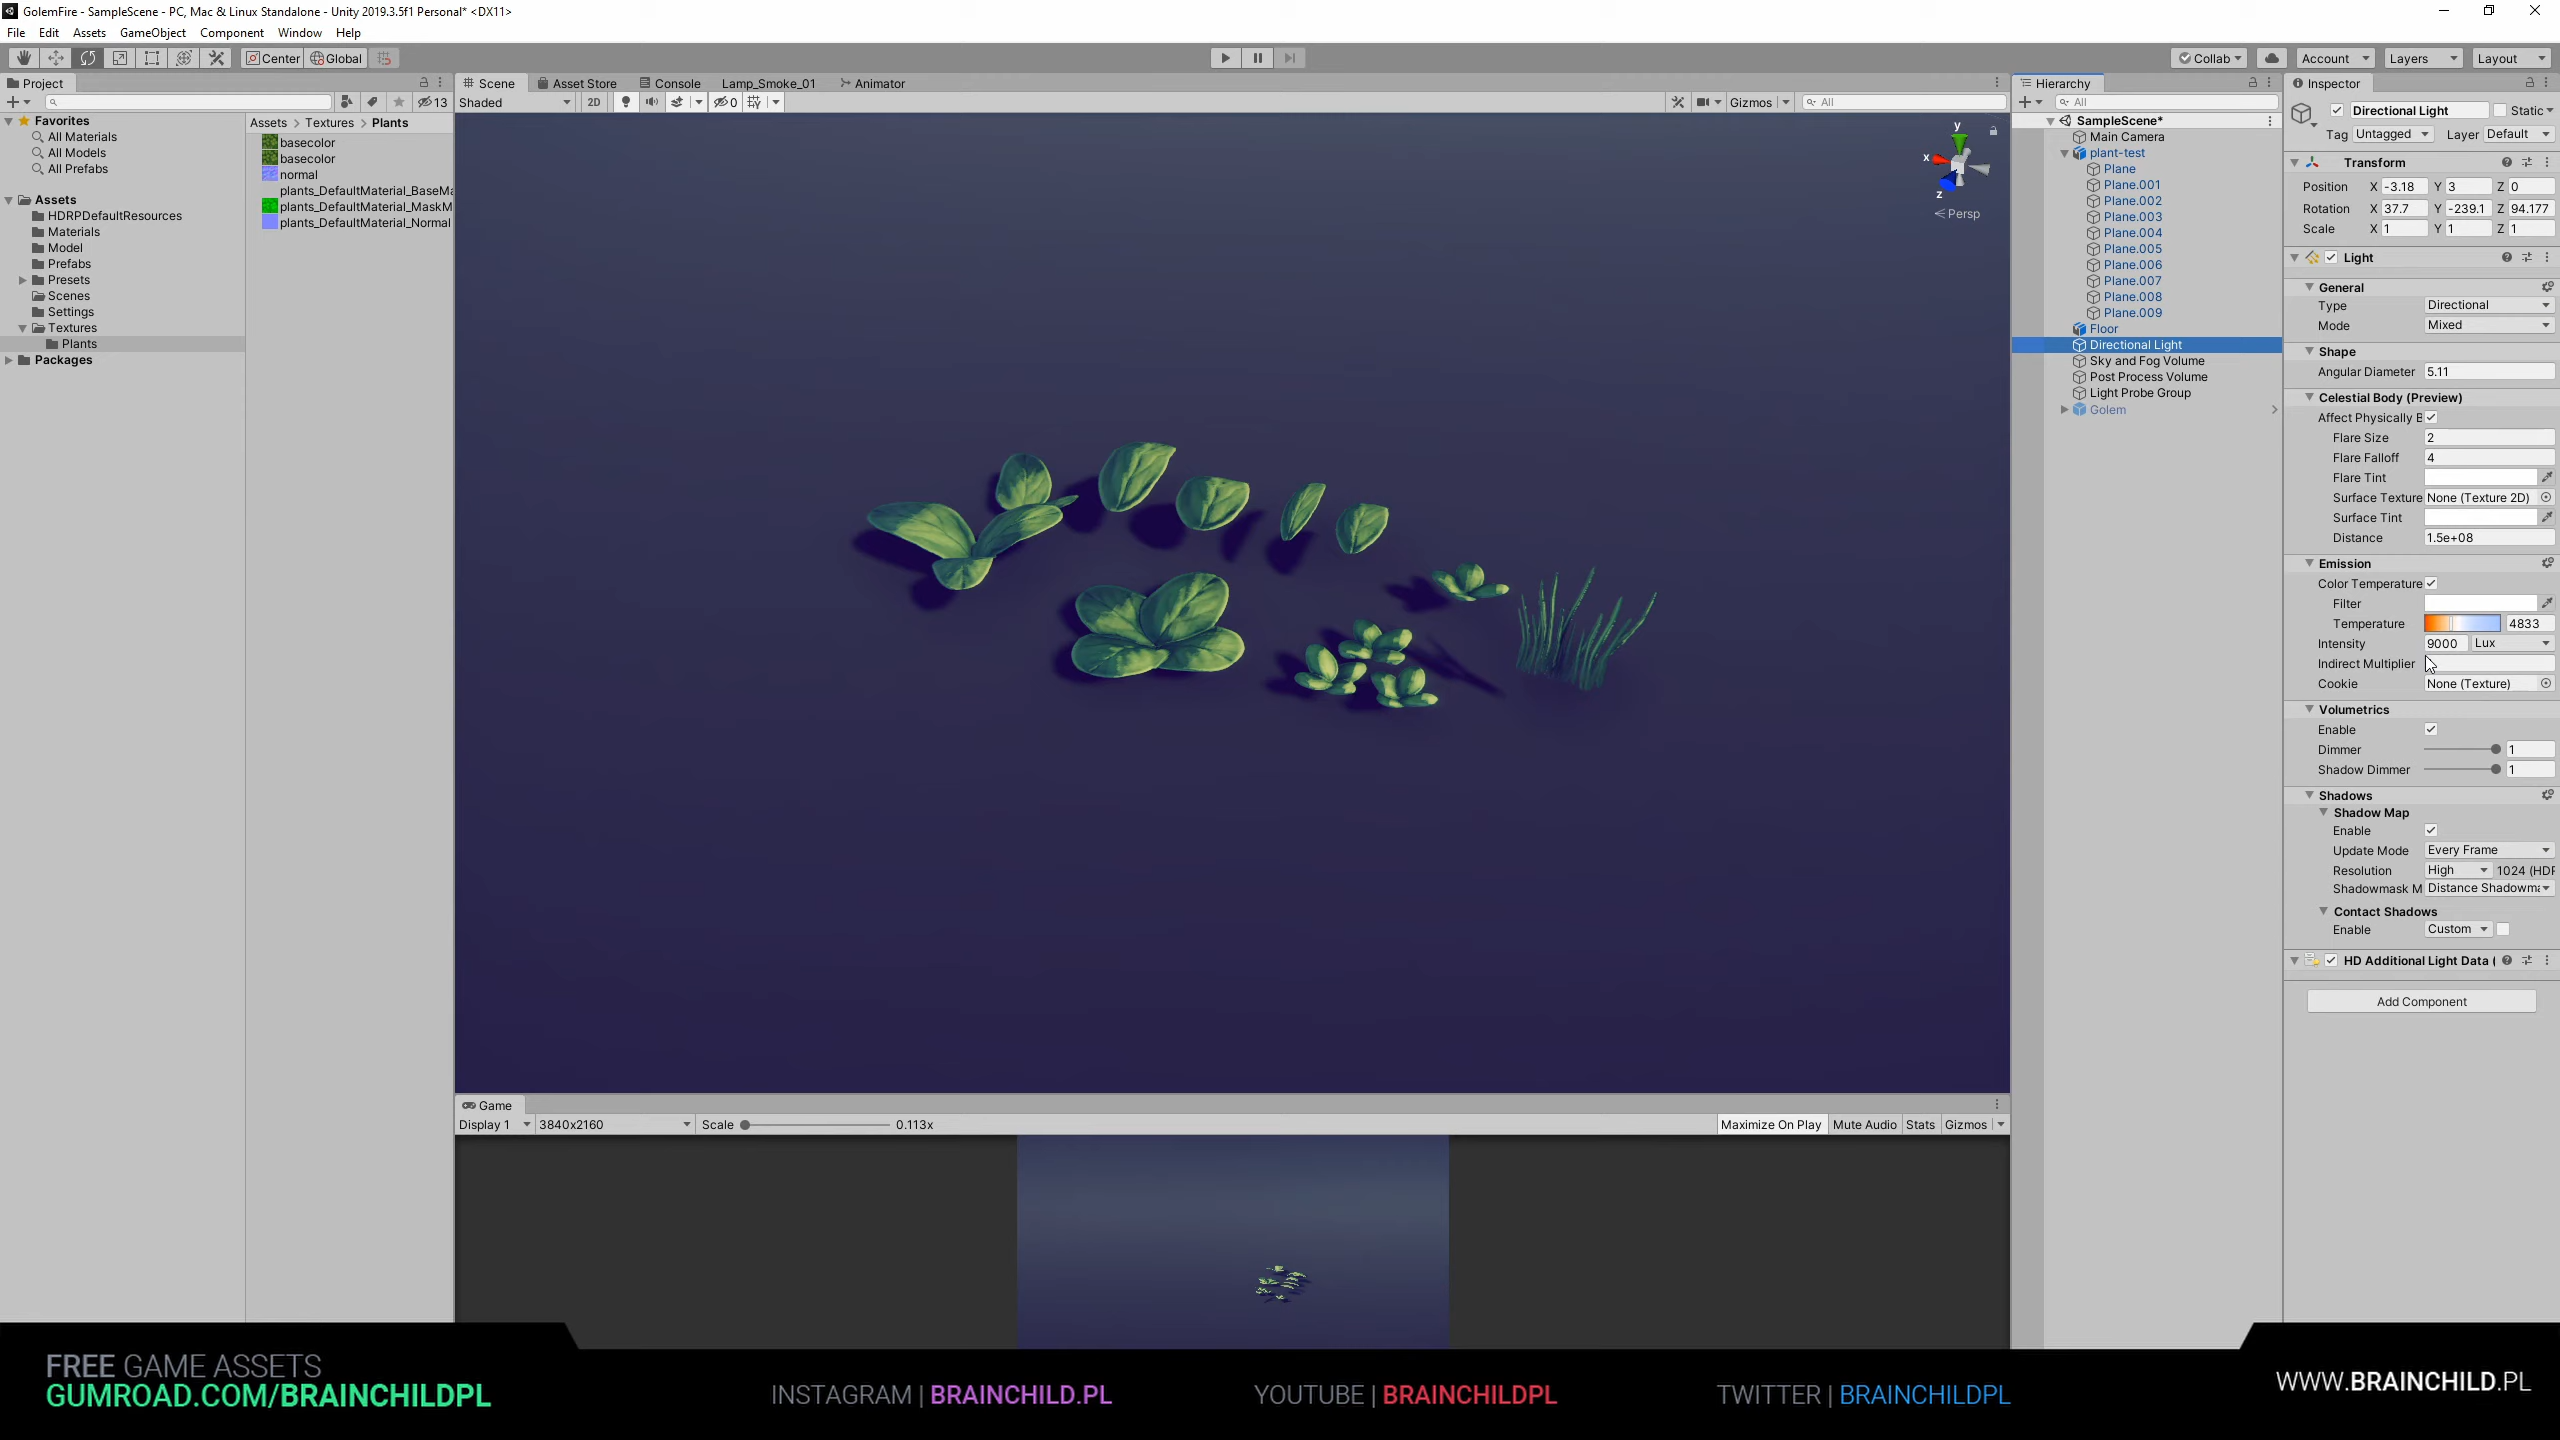 GolemFire - SampleScene - PC, Mac & Linux Standalone - Unity 2019.3.5f1 Personal* <DX11>
File Edit Assets GameObject Component Window Help
Center Global
Collab Account Layers Layout
Project
13
Favorites
All Materials
All Models
All Prefabs
Assets
HDRPDefaultResources
Materials
Model
Prefabs
Presets
Scenes
Settings
Textures
Plants
Packages
Assets > Textures > Plants
basecolor
basecolor
normal
plants_DefaultMaterial_BaseMa
plants_DefaultMaterial_MaskM
plants_DefaultMaterial_Normal
Scene Asset Store Console Lamp_Smoke_01 Animator
Shaded 2D 0 Gizmos All
y
x
z
Persp
Game
Display 1 3840x2160 Scale 0.113x Maximize On Play Mute Audio Stats Gizmos
Hierarchy
All
SampleScene*
Main Camera
plant-test
Plane
Plane.001
Plane.002
Plane.003
Plane.004
Plane.005
Plane.006
Plane.007
Plane.008
Plane.009
Floor
Directional Light
Sky and Fog Volume
Post Process Volume
Light Probe Group
Golem
Inspector
Directional Light Static
Tag Untagged Layer Default
Transform
Position X -3.18 Y 3 Z 0
Rotation X 37.7 Y -239.1 Z 94.177
Scale X 1 Y 1 Z 1
Light
General
Type Directional
Mode Mixed
Shape
Angular Diameter 5.11
Celestial Body (Preview)
Affect Physically B
Flare Size 2
Flare Falloff 4
Flare Tint
Surface Texture None (Texture 2D)
Surface Tint
Distance 1.5e+08
Emission
Color Temperature
Filter
Temperature 4833
Intensity 9000 Lux
Indirect Multiplier
Cookie None (Texture)
Volumetrics
Enable
Dimmer 1
Shadow Dimmer 1
Shadows
Shadow Map
Enable
Update Mode Every Frame
Resolution High 1024 (HDF
Shadowmask M Distance Shadowma
Contact Shadows
Enable Custom
HD Additional Light Data (
Add Component
FREE GAME ASSETS
GUMROAD.COM/BRAINCHILDPL
INSTAGRAM | BRAINCHILD.PL
YOUTUBE | BRAINCHILDPL
TWITTER | BRAINCHILDPL
WWW.BRAINCHILD.PL